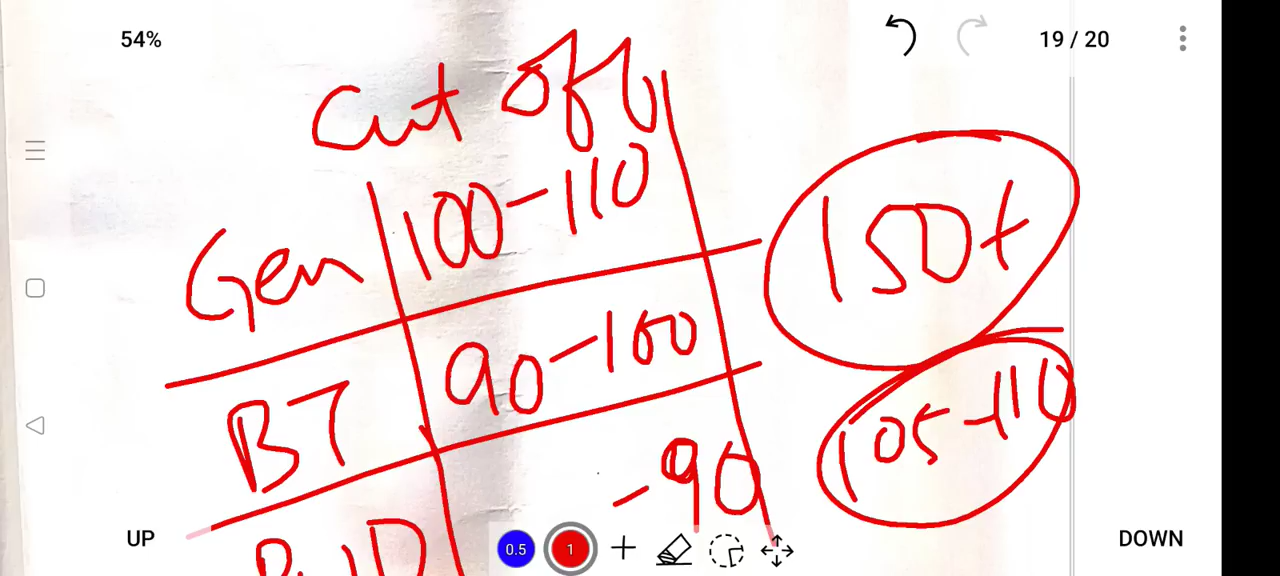 54%
19 / 20
Cut off
Gen 100-110
150+
BT 90-100
105-110
-90
UP
0.5
1
DOWN